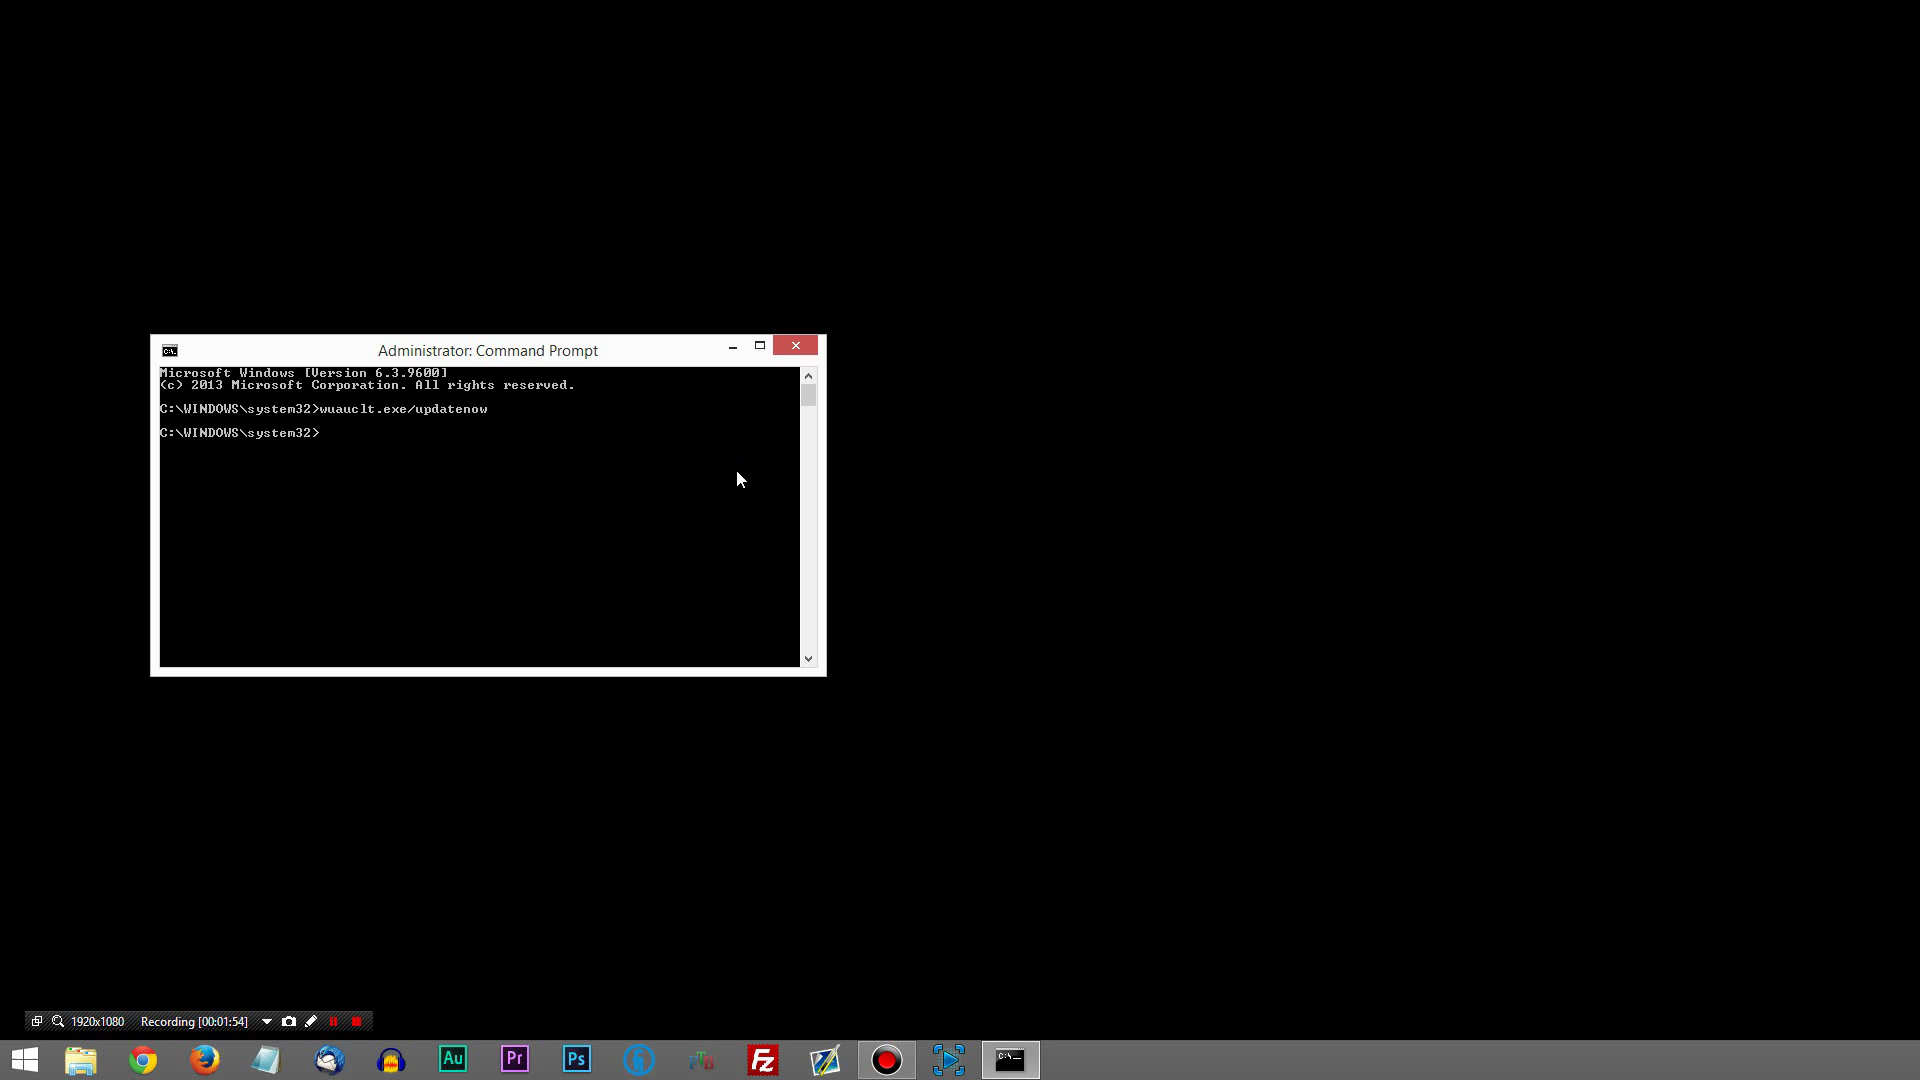 Administrator: Command Prompt
Microsoft Windows [Version 6.3.9600]
(c) 2013 Microsoft Corporation. All rights reserved.
C:\WINDOWS\system32>wuauclt.exe/updatenow
C:\WINDOWS\system32>
1920x1080 Recording [00:01:54]
Au Pr Ps Fz C:\_